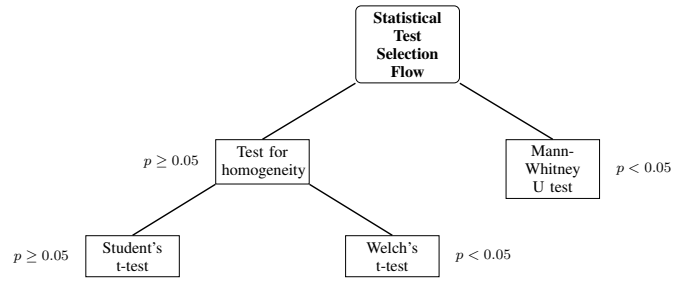 Statistical
Test
Selection
Flow
p ≥ 0.05
Test for
homogeneity
Mann-
Whitney
U test
p < 0.05
p ≥ 0.05
Student's
t-test
Welch's
t-test
p < 0.05